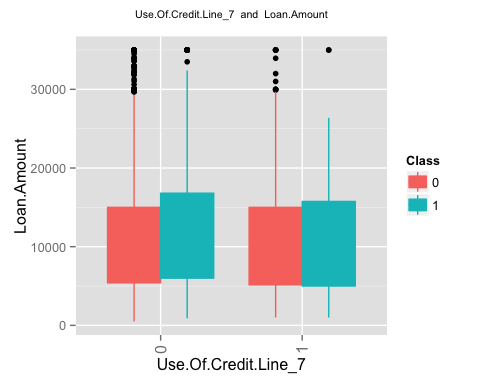 Use.Of.Credit.Line_7 and Loan.Amount
Loan.Amount
30000
20000
10000
0
0
1
Use.Of.Credit.Line_7
Class
0
1